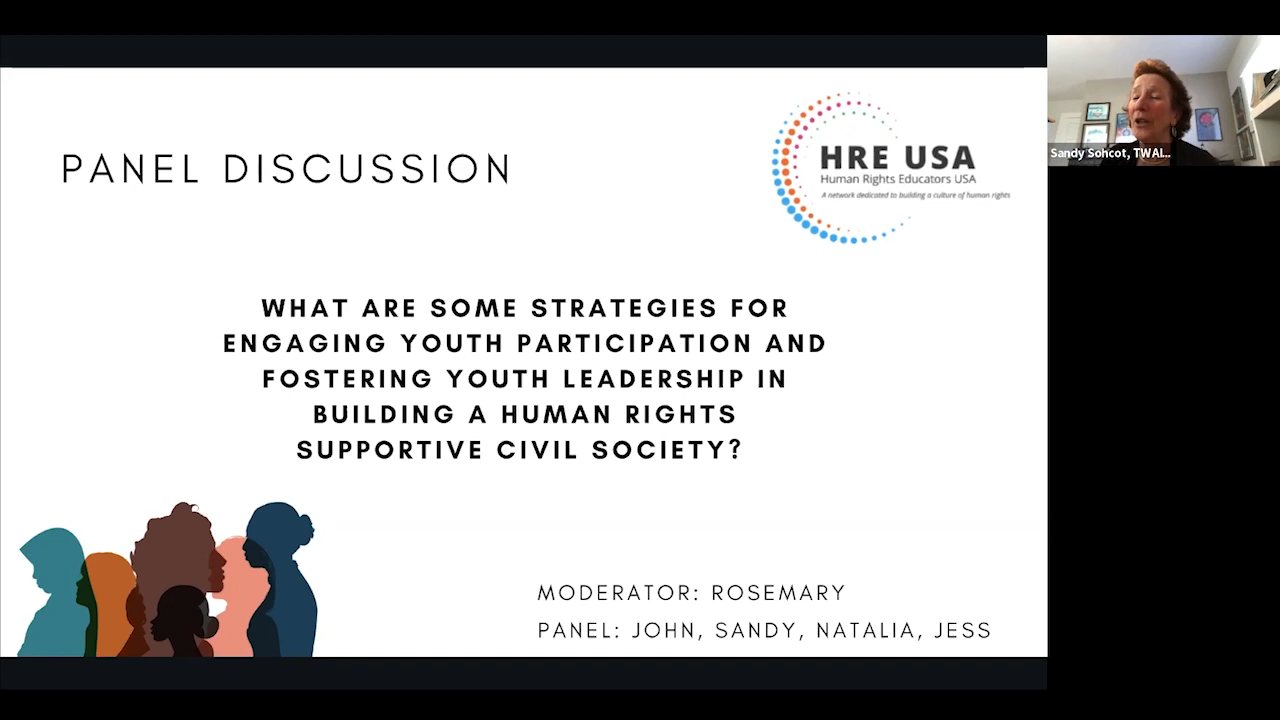 PANEL DISCUSSION
HRE USA
Human Rights Educators USA
A network dedicated to building a culture of human rights
Sandy Sohcot, TWAI...
WHAT ARE SOME STRATEGIES FOR
ENGAGING YOUTH PARTICIPATION AND
FOSTERING YOUTH LEADERSHIP IN
BUILDING A HUMAN RIGHTS
SUPPORTIVE CIVIL SOCIETY?
MODERATOR: ROSEMARY
PANEL: JOHN, SANDY, NATALIA, JESS